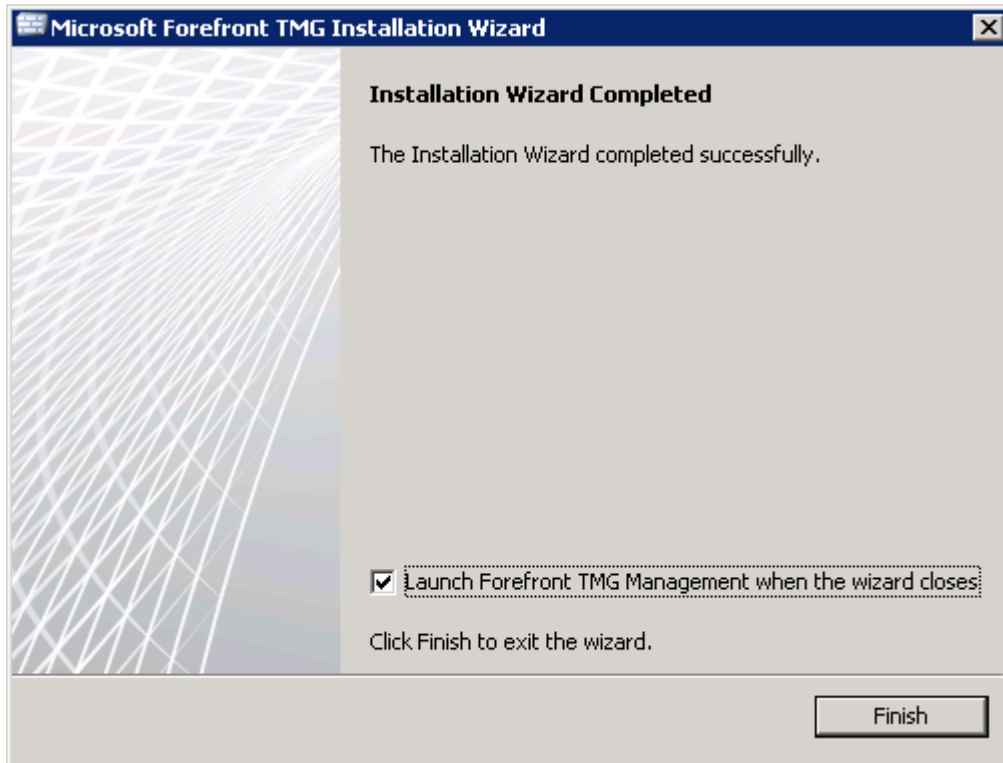 Microsoft Forefront TMG Installation Wizard
Installation Wizard Completed
The Installation Wizard completed successfully.
Launch Forefront TMG Management when the wizard closes
Click Finish to exit the wizard.
Finish